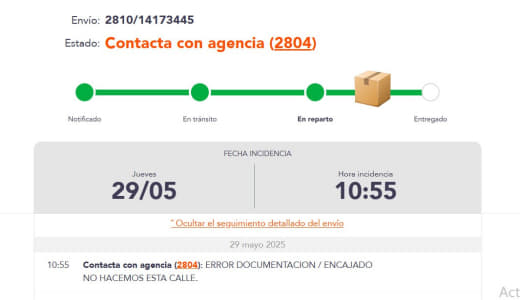 Envío: 2810/14173445
Estado: Contacta con agencia (2804)
Notificado En tránsito En reparto Entregado
FECHA INCIDENCIA
Jueves Hora incidencia
29/05 10:55
ˆ Ocultar el seguimiento detallado del envío
29 mayo 2025
10:55 Contacta con agencia (2804): ERROR DOCUMENTACION / ENCAJADO
NO HACEMOS ESTA CALLE.
Act